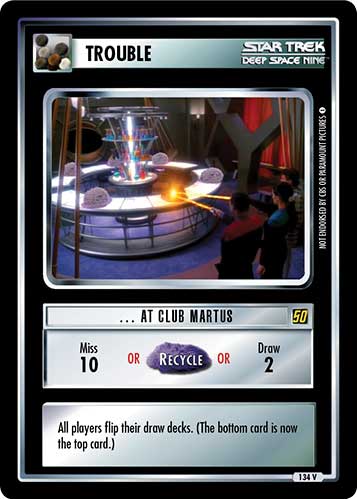 TROUBLE
STAR TREK
DEEP SPACE NINE™
NOT ENDORSED BY CBS OR PARAMOUNT PICTURES
... AT CLUB MARTUS
50
Miss
10
OR
RECYCLE
OR
Draw
2
All players flip their draw decks. (The bottom card is now
the top card.)
134 V